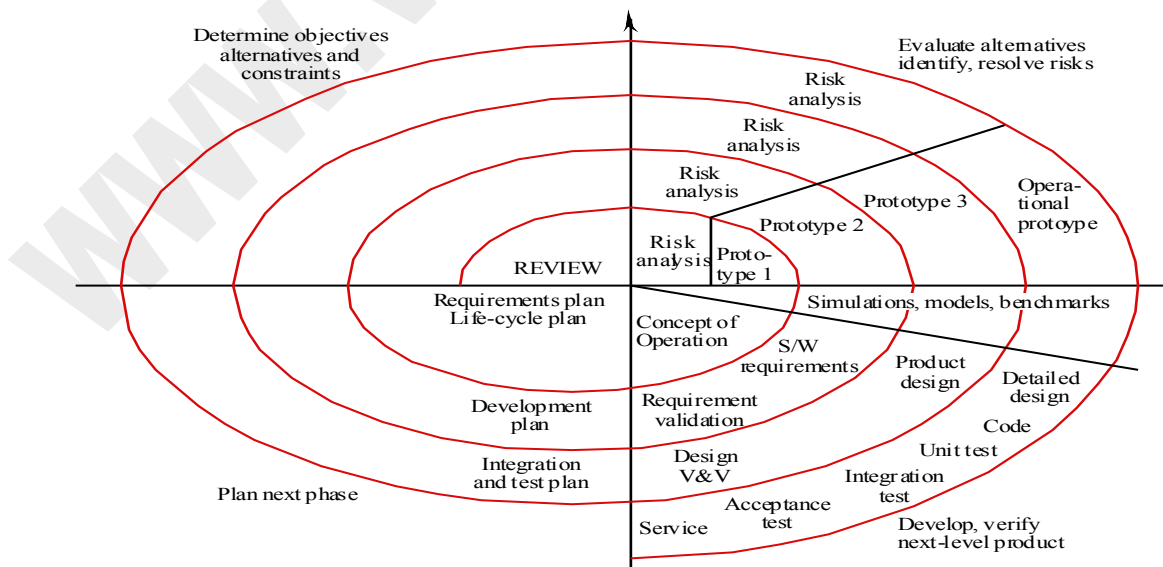 Determine objectives
alternatives and
constraints
Evaluate alternatives
identify, resolve risks
Risk
analysis
Risk
analysis
Risk
analysis
Risk
analysis
Proto-
type 1
Prototype 2
Prototype 3
Opera-
tional
protoype
REVIEW
Requirements plan
Life-cycle plan
Simulations, models, benchmarks
Concept of
Operation
S/W
requirements
Product
design
Detailed
design
Development
plan
Requirement
validation
Code
Unit test
Integration
and test plan
Design
V&V
Integration
test
Plan next phase
Acceptance
test
Service
Develop, verify
next-level product